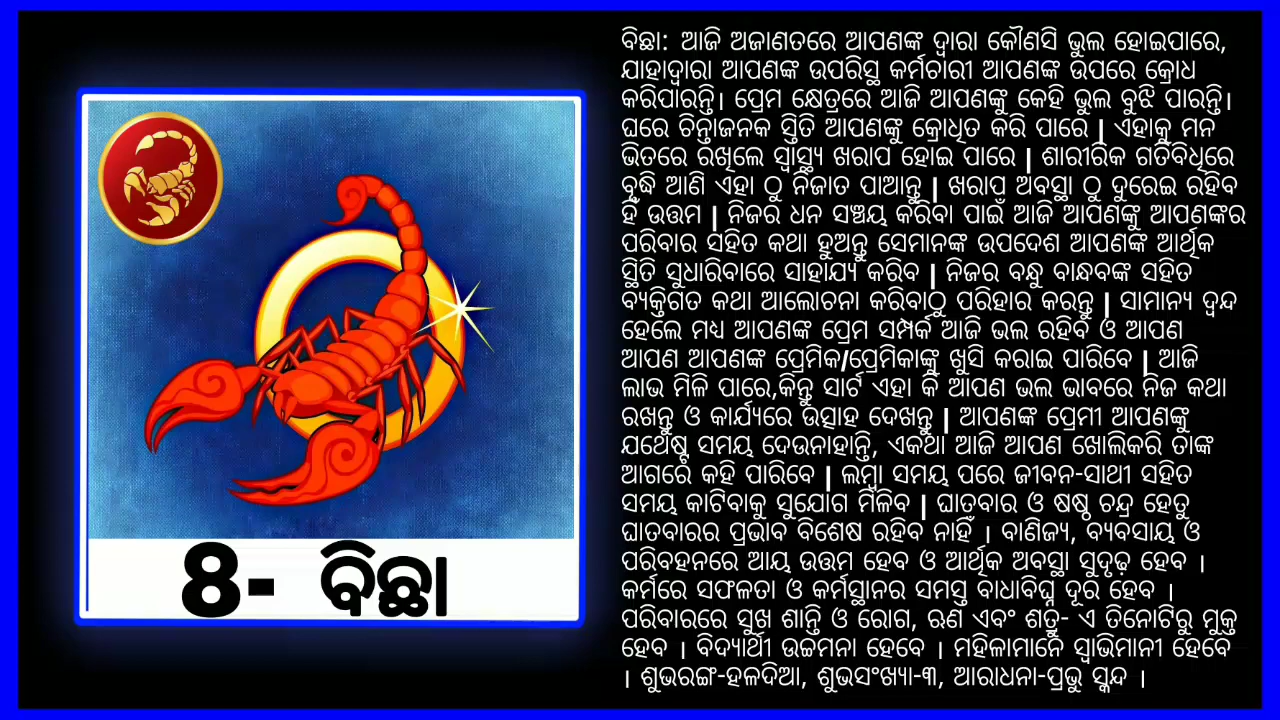 ବିଛା: ଆଜି ଅଜାଣତରେ ଆପଣଙ୍କ ଦ୍ୱାରା କୌଣସି ଭୁଲ ହୋଇପାରେ,
ଯାହାଦ୍ୱାରା ଆପଣଙ୍କ ଉପରିସ୍ଥ କର୍ମଚାରୀ ଆପଣଙ୍କ ଉପରେ କ୍ରୋଧ
କରିପାରନ୍ତି। ପ୍ରେମ କ୍ଷେତ୍ରରେ ଆଜି ଆପଣଙ୍କୁ କେହି ଭୁଲ ବୁଝି ପାରନ୍ତି।
ଘରେ ଚିନ୍ତାଜନକ ସ୍ଥିତି ଆପଣଙ୍କୁ କ୍ରୋଧିତ କରି ପାରେ | ଏହାକୁ ମନ
ଭିତରେ ରଖିଲେ ସ୍ୱାସ୍ଥ୍ୟ ଖରାପ ହୋଇ ପାରେ | ଶାରୀରିକ ଗତିବିଧିରେ
ବୃଦ୍ଧି ଆଣି ଏହା ଠୁ ନିଜାତ ପାଆନ୍ତୁ | ଖରାପ ଅବସ୍ଥା ଠୁ ଦୁରେଇ ରହିବ
ହିଁ ଉତ୍ତମ | ନିଜର ଧନ ସଞ୍ଚୟ କରିବା ପାଇଁ ଆଜି ଆପଣଙ୍କୁ ଆପଣଙ୍କର
ପରିବାର ସହିତ କଥା ହୁଅନ୍ତୁ ସେମାନଙ୍କ ଉପଦେଶ ଆପଣଙ୍କ ଆର୍ଥିକ
ସ୍ଥିତି ସୁଧାରିବାରେ ସାହାଯ୍ୟ କରିବ | ନିଜର ବନ୍ଧୁ ବାନ୍ଧବଙ୍କ ସହିତ
ବ୍ୟକ୍ତିଗତ କଥା ଆଲୋଚନା କରିବାଠୁ ପରିହାର କରନ୍ତୁ | ସାମାନ୍ୟ ଦ୍ୱନ୍ଦ
ହେଲେ ମଧ୍ୟ ଆପଣଙ୍କ ପ୍ରେମ ସମ୍ପର୍କ ଆଜି ଭଲ ରହିବ ଓ ଆପଣ
ଆପଣ ଆପଣଙ୍କ ପ୍ରେମିକ/ପ୍ରେମିକାଙ୍କୁ ଖୁସି କରାଇ ପାରିବେ | ଆଜି
ଲାଭ ମିଳି ପାରେ,କିନ୍ତୁ ସାର୍ଟ ଏହା କି ଆପଣ ଭଲ ଭାବରେ ନିଜ କଥା
ରଖନ୍ତୁ ଓ କାର୍ଯ୍ୟରେ ଉତ୍ସାହ ଦେଖନ୍ତୁ | ଆପଣଙ୍କ ପ୍ରେମୀ ଆପଣଙ୍କୁ
ଯଥେଷ୍ଟ ସମୟ ଦେଉନାହାନ୍ତି, ଏକଥା ଆଜି ଆପଣ ଖୋଲିକରି ତାଙ୍କ
ଆଗରେ କହି ପାରିବେ | ଲମ୍ବା ସମୟ ପରେ ଜୀବନ-ସାଥୀ ସହିତ
ସମୟ କାଟିବାକୁ ସୁଯୋଗ ମିଳିବ | ଘାତବାର ଓ ଷଷ୍ଠ ଚନ୍ଦ୍ର ହେତୁ
ଘାତବାରର ପ୍ରଭାବ ବିଶେଷ ରହିବ ନାହିଁ । ବାଣିଜ୍ୟ, ବ୍ୟବସାୟ ଓ
ପରିବହନରେ ଆୟ ଉତ୍ତମ ହେବ ଓ ଆର୍ଥିକ ଅବସ୍ଥା ସୁଦୃଢ଼ ହେବ ।
କର୍ମରେ ସଫଳତା ଓ କର୍ମସ୍ଥାନର ସମସ୍ତ ବାଧାବିଘ୍ନ ଦୂର ହେବ ।
ପରିବାରରେ ସୁଖ ଶାନ୍ତି ଓ ରୋଗ, ଋଣ ଏବଂ ଶତ୍ରୁ- ଏ ତିନୋଟିରୁ ମୁକ୍ତ
ହେବ । ବିଦ୍ୟାର୍ଥୀ ଉଚ୍ଚମନା ହେବେ । ମହିଳାମାନେ ସ୍ୱାଭିମାନୀ ହେବେ
। ଶୁଭରଙ୍ଗ-ହଳଦିଆ, ଶୁଭସଂଖ୍ୟା-୩, ଆରାଧନା-ପ୍ରଭୁ ସ୍କନ୍ଦ ।
8- ବିଛା